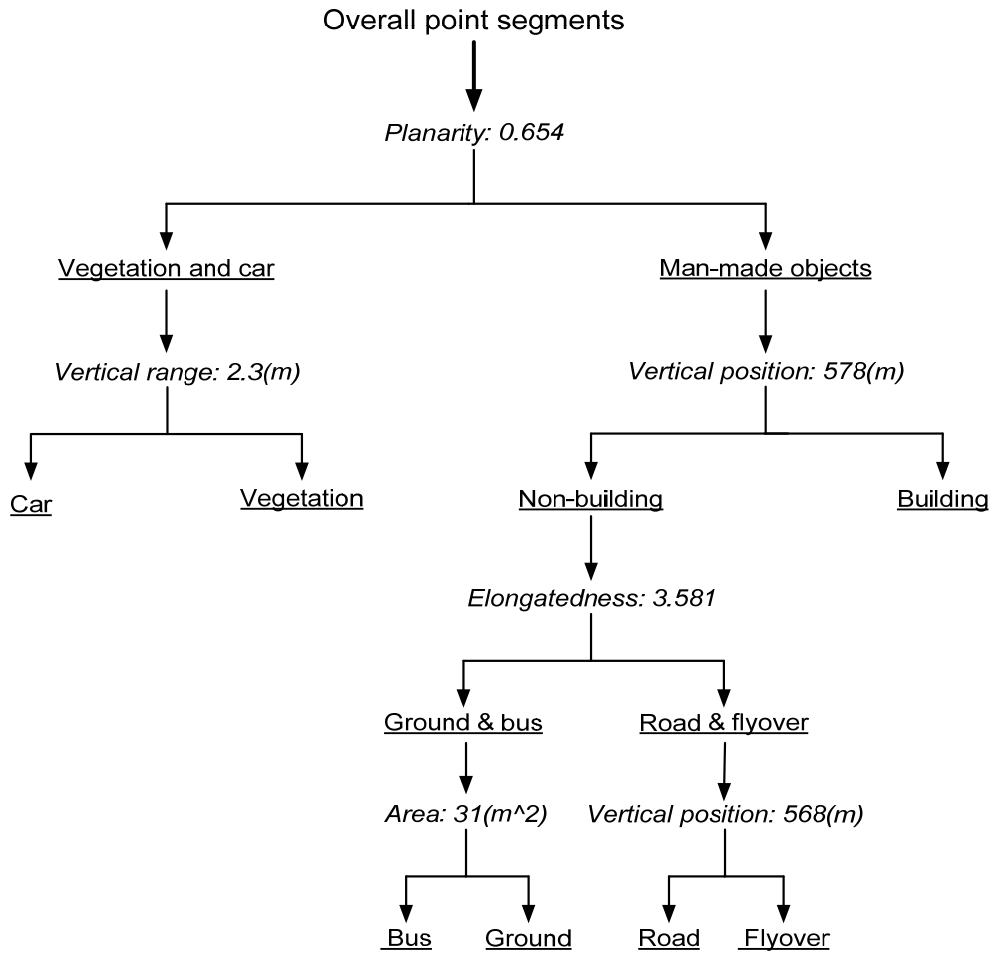 Overall point segments
Planarity: 0.654
Vegetation and car
Man-made objects
Vertical range: 2.3(m)
Vertical position: 578(m)
Car
Vegetation
Non-building
Building
Elongatedness: 3.581
Ground & bus
Road & flyover
Area: 31(m^2)
Vertical position: 568(m)
Bus
Ground
Road
Flyover